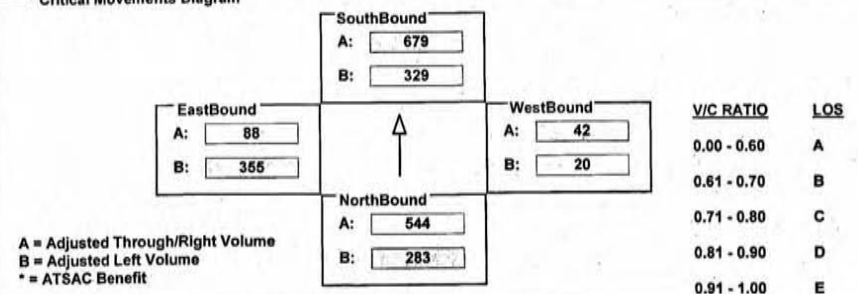 Critical Movements Diagram
SouthBound
A: 679
B: 329
EastBound
A: 88
B: 355
WestBound
A: 42
B: 20
NorthBound
A: 544
B: 283
A = Adjusted Through/Right Volume
B = Adjusted Left Volume
* = ATSAC Benefit
V/C RATIO LOS
0.00 - 0.60 A
0.61 - 0.70 B
0.71 - 0.80 C
0.81 - 0.90 D
0.91 - 1.00 E